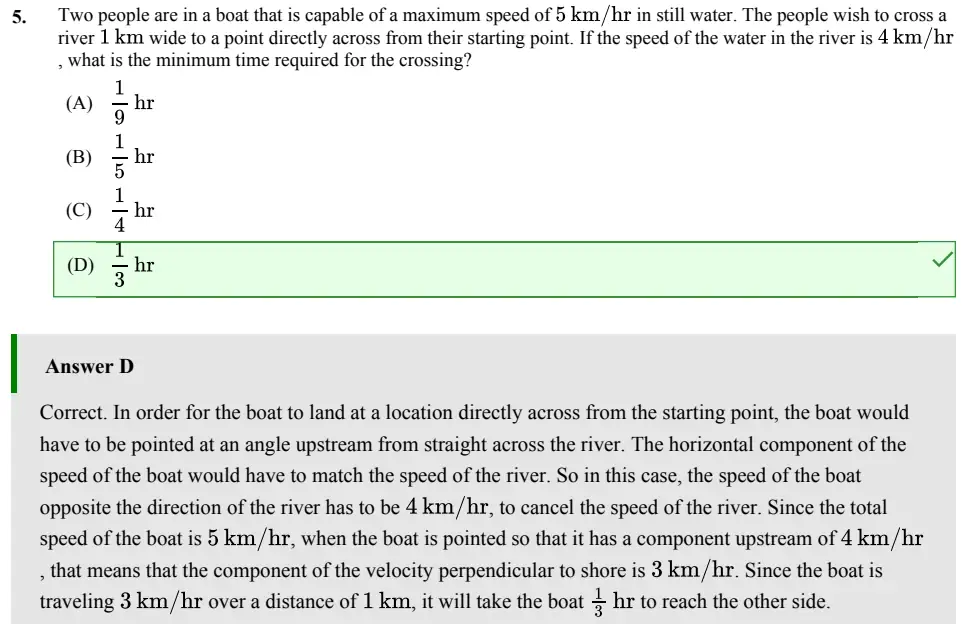 5. Two people are in a boat that is capable of a maximum speed of 5 km/hr in still water. The people wish to cross a
river 1 km wide to a point directly across from their starting point. If the speed of the water in the river is 4 km/hr
, what is the minimum time required for the crossing?
(A) 1/9 hr
(B) 1/5 hr
(C) 1/4 hr
(D) 1/3 hr
Answer D
Correct. In order for the boat to land at a location directly across from the starting point, the boat would
have to be pointed at an angle upstream from straight across the river. The horizontal component of the
speed of the boat would have to match the speed of the river. So in this case, the speed of the boat
opposite the direction of the river has to be 4 km/hr, to cancel the speed of the river. Since the total
speed of the boat is 5 km/hr, when the boat is pointed so that it has a component upstream of 4 km/hr
, that means that the component of the velocity perpendicular to shore is 3 km/hr. Since the boat is
traveling 3 km/hr over a distance of 1 km, it will take the boat 1/3 hr to reach the other side.